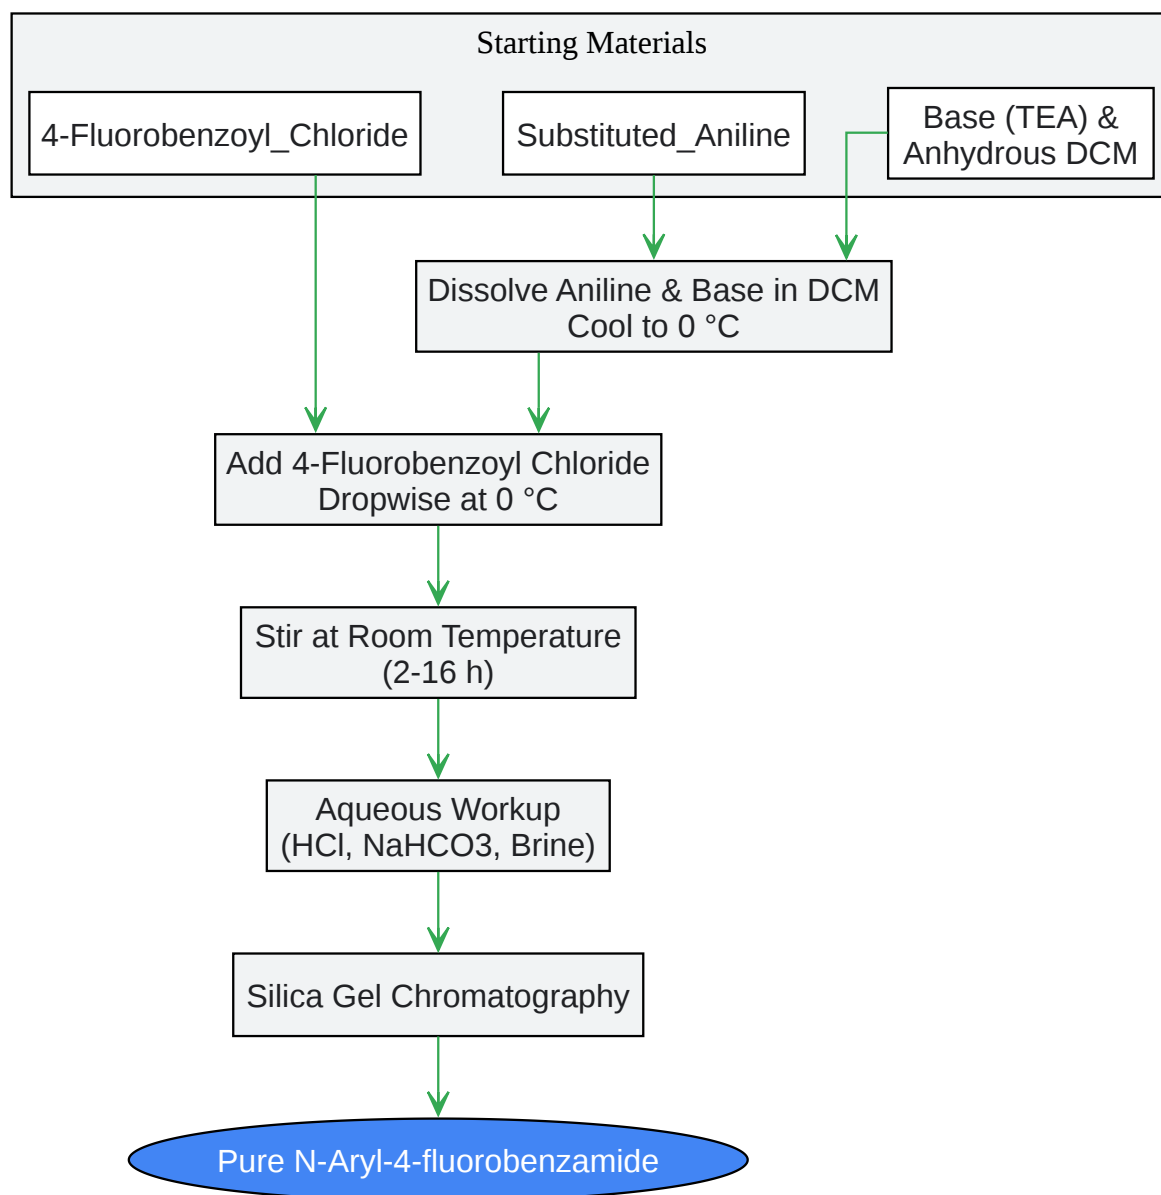 Starting Materials
4-Fluorobenzoyl_Chloride
Substituted_Aniline
Base (TEA) &
Anhydrous DCM
Dissolve Aniline & Base in DCM
Cool to 0 °C
Add 4-Fluorobenzoyl Chloride
Dropwise at 0 °C
Stir at Room Temperature
(2-16 h)
Aqueous Workup
(HCl, NaHCO3, Brine)
Silica Gel Chromatography
Pure N-Aryl-4-fluorobenzamide